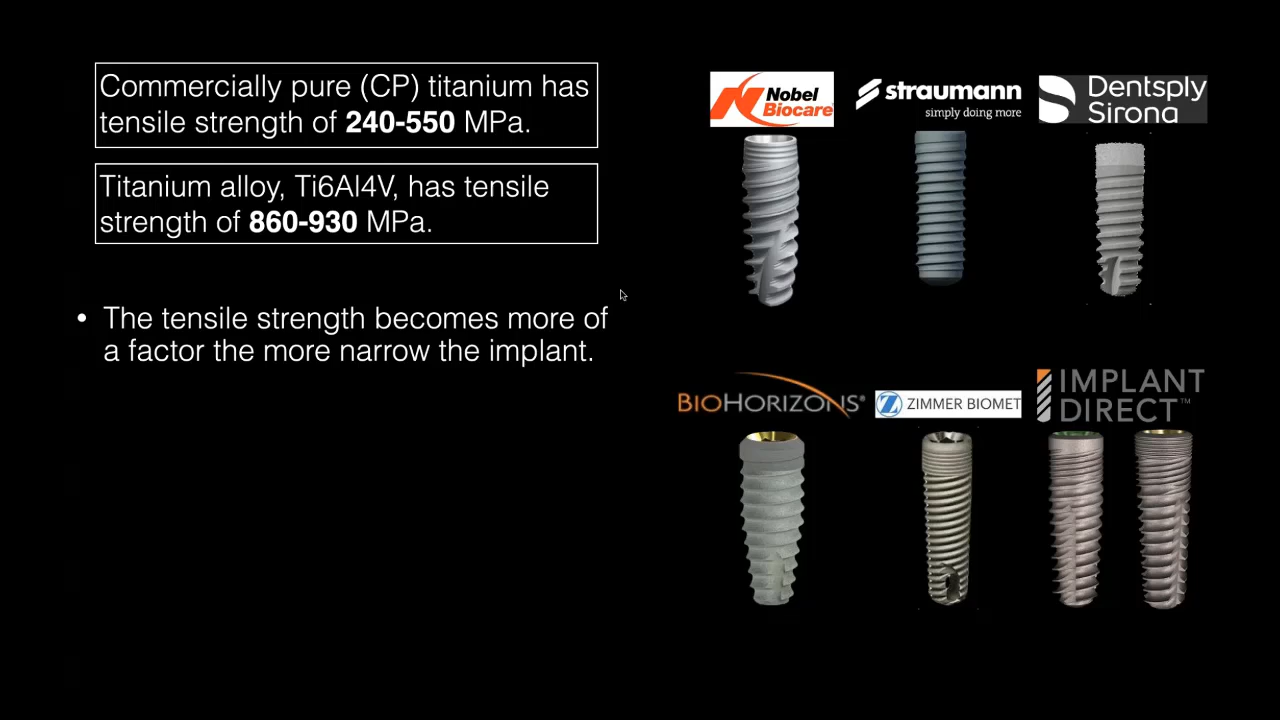 Commercially pure (CP) titanium has
tensile strength of 240-550 MPa.
Titanium alloy, Ti6Al4V, has tensile
strength of 860-930 MPa.
• The tensile strength becomes more of
a factor the more narrow the implant.
Nobel
Biocare
straumann
simply doing more
Dentsply
Sirona
BIOHORIZONS®
ZIMMER BIOMET
IMPLANT
DIRECT™